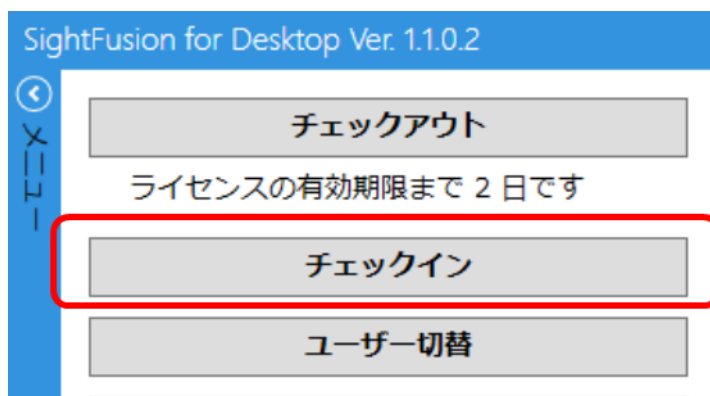 SightFusion for Desktop Ver. 1.1.0.2
メニュー
チェックアウト
ライセンスの有効期限まで 2 日です
チェックイン
ユーザー切替